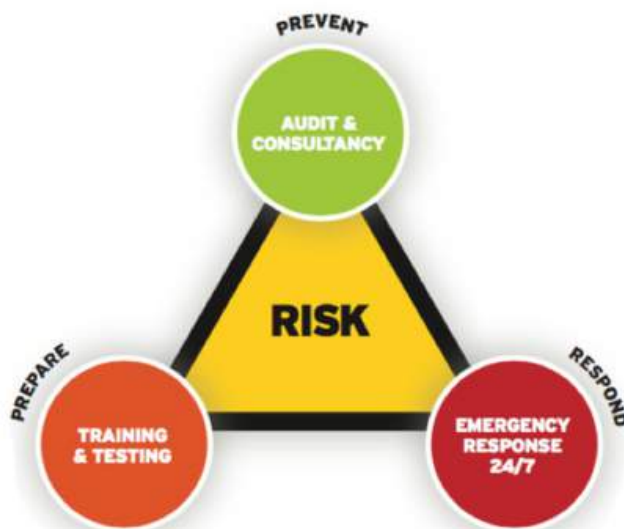 PREVENT
AUDIT &
CONSULTANCY
RISK
PREPARE
TRAINING
& TESTING
RESPOND
EMERGENCY
RESPONSE
24/7